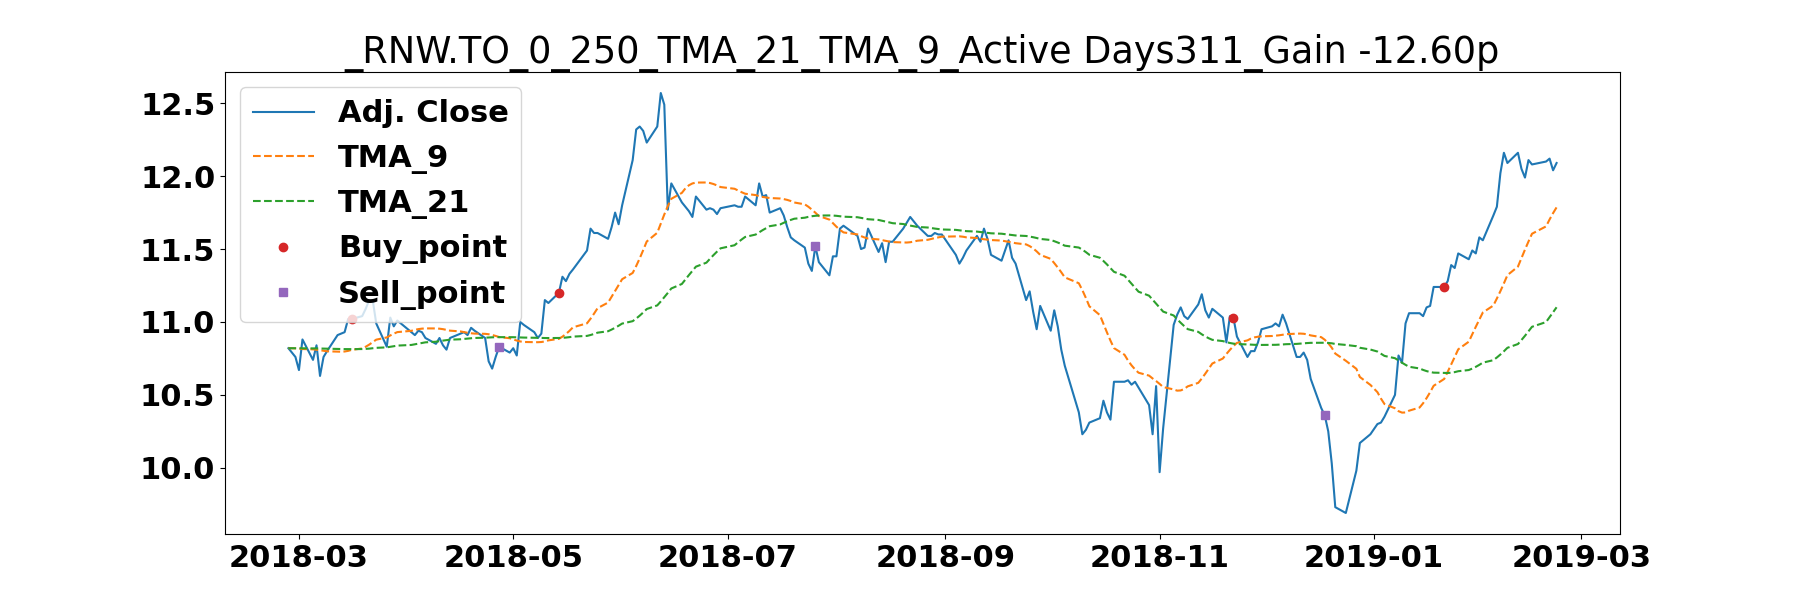 _RNW.TO_0_250_TMA_21_TMA_9_Active Days311_Gain -12.60p
12.5
12.0
11.5
11.0
10.5
10.0
Adj. Close
TMA_9
TMA_21
Buy_point
Sell_point
2018-03 2018-05 2018-07 2018-09 2018-11 2019-01 2019-03